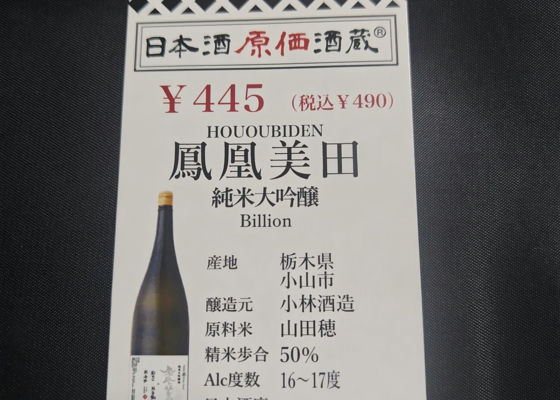 日本酒原価酒蔵®
￥445 （税込￥490）
HOUOUBIDEN
鳳凰美田
純米大吟醸
Billion
産地 栃木県
小山市
醸造元 小林酒造
原料米 山田穂
精米歩合 50%
Alc度数 16〜17度